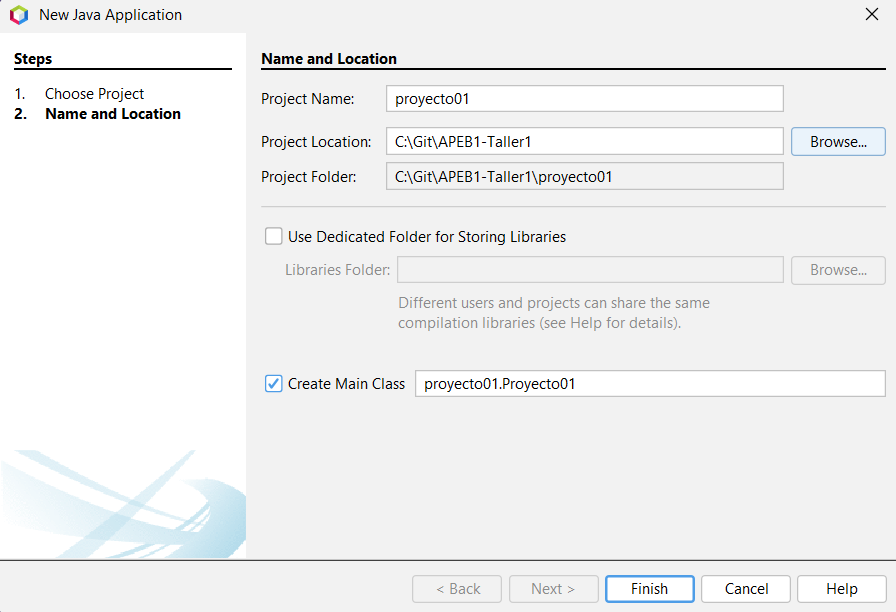 New Java Application
Steps
1. Choose Project
2. Name and Location
Name and Location
Project Name: proyecto01
Project Location: C:\Git\APEB1-Taller1 Browse...
Project Folder: C:\Git\APEB1-Taller1\proyecto01
Use Dedicated Folder for Storing Libraries
Libraries Folder: Browse...
Different users and projects can share the same
compilation libraries (see Help for details).
Create Main Class proyecto01.Proyecto01
< Back Next > Finish Cancel Help